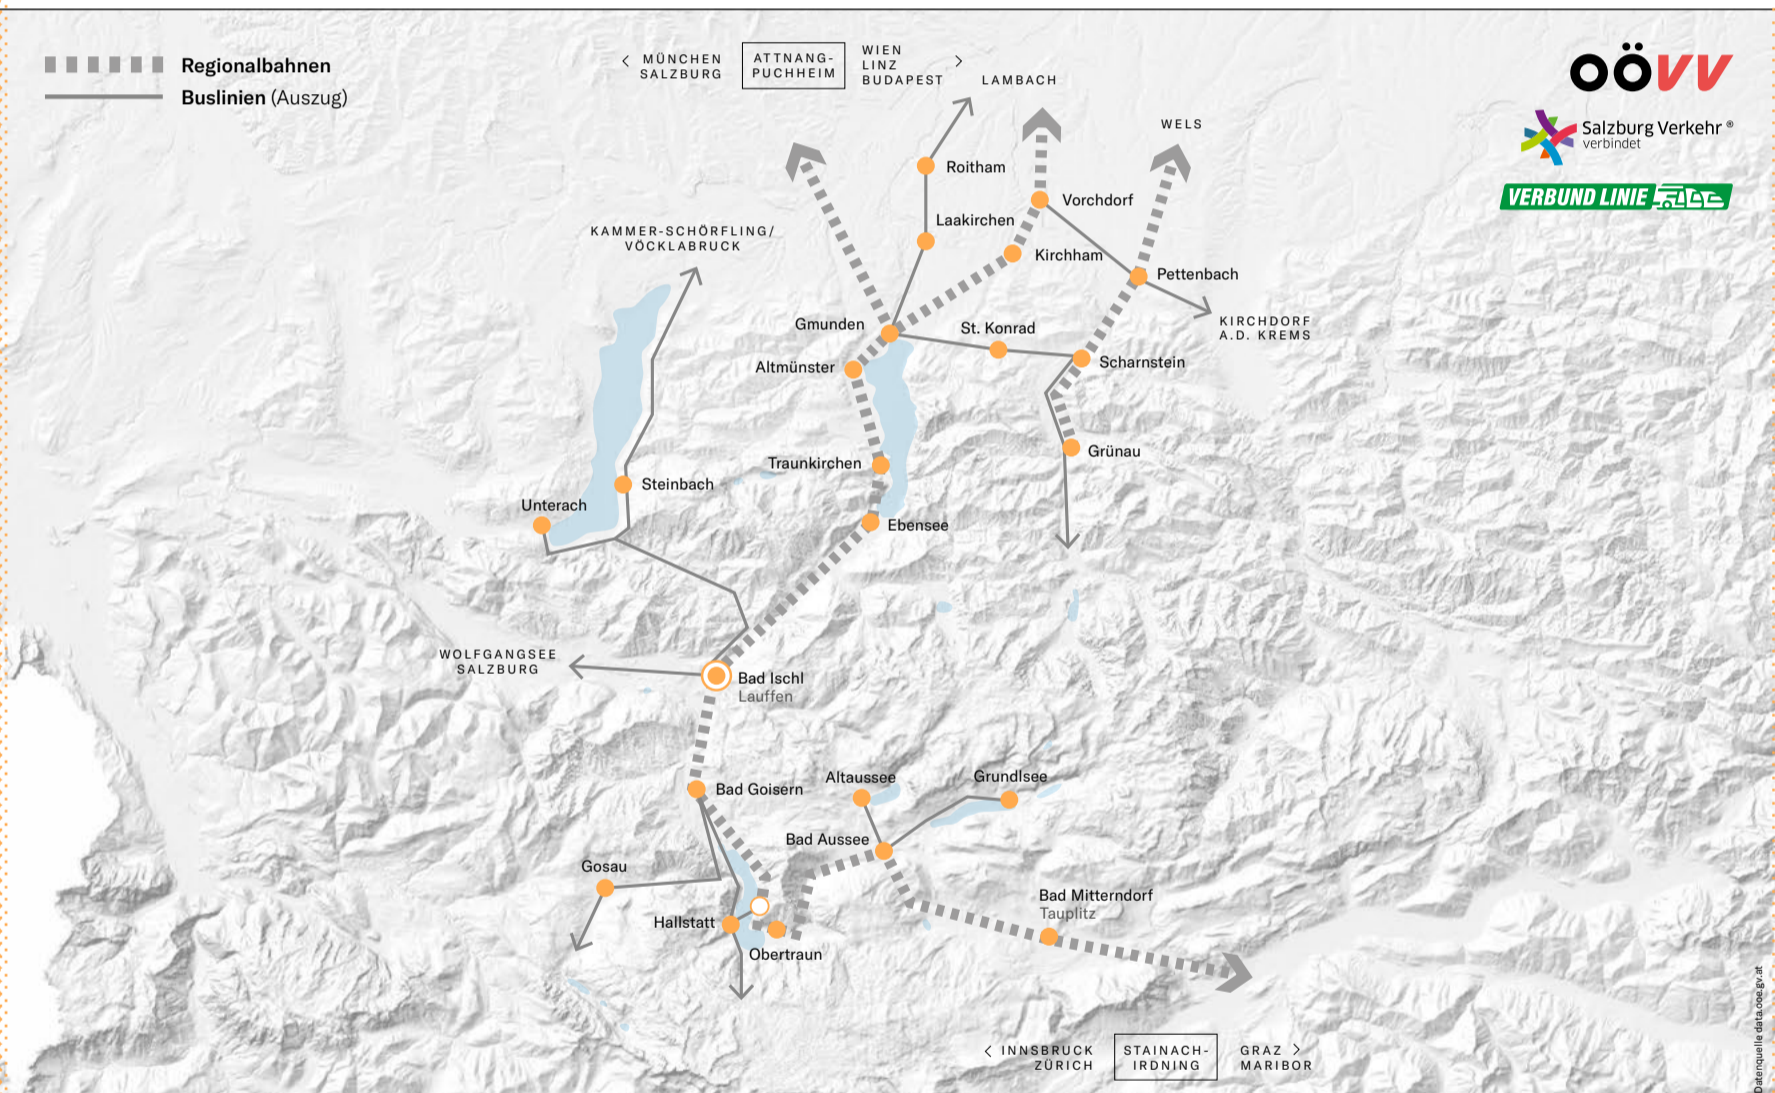 Regionalbahnen
Buslinien (Auszug)
< MÜNCHEN
SALZBURG
ATTNANG-
PUCHHEIM
WIEN
LINZ
BUDAPEST >
LAMBACH
WELS
OÖVV
Salzburg Verkehr ®
verbindet
VERBUND LINIE
Roitham
Vorchdorf
Laakirchen
KAMMER-SCHÖRFLING/
VÖCKLABRUCK
Kirchham
Pettenbach
Gmunden
St. Konrad
KIRCHDORF
A.D. KREMS
Altmünster
Scharnstein
Grünau
Traunkirchen
Steinbach
Unterach
Ebensee
WOLFGANGSEE
SALZBURG
Bad Ischl
Lauffen
Bad Goisern
Altaussee
Grundlsee
Bad Aussee
Gosau
Bad Mitterndorf
Tauplitz
Hallstatt
Obertraun
< INNSBRUCK
ZÜRICH
STAINACH-
IRDNING
GRAZ >
MARIBOR
Datenquelle data.ooe.gv.at